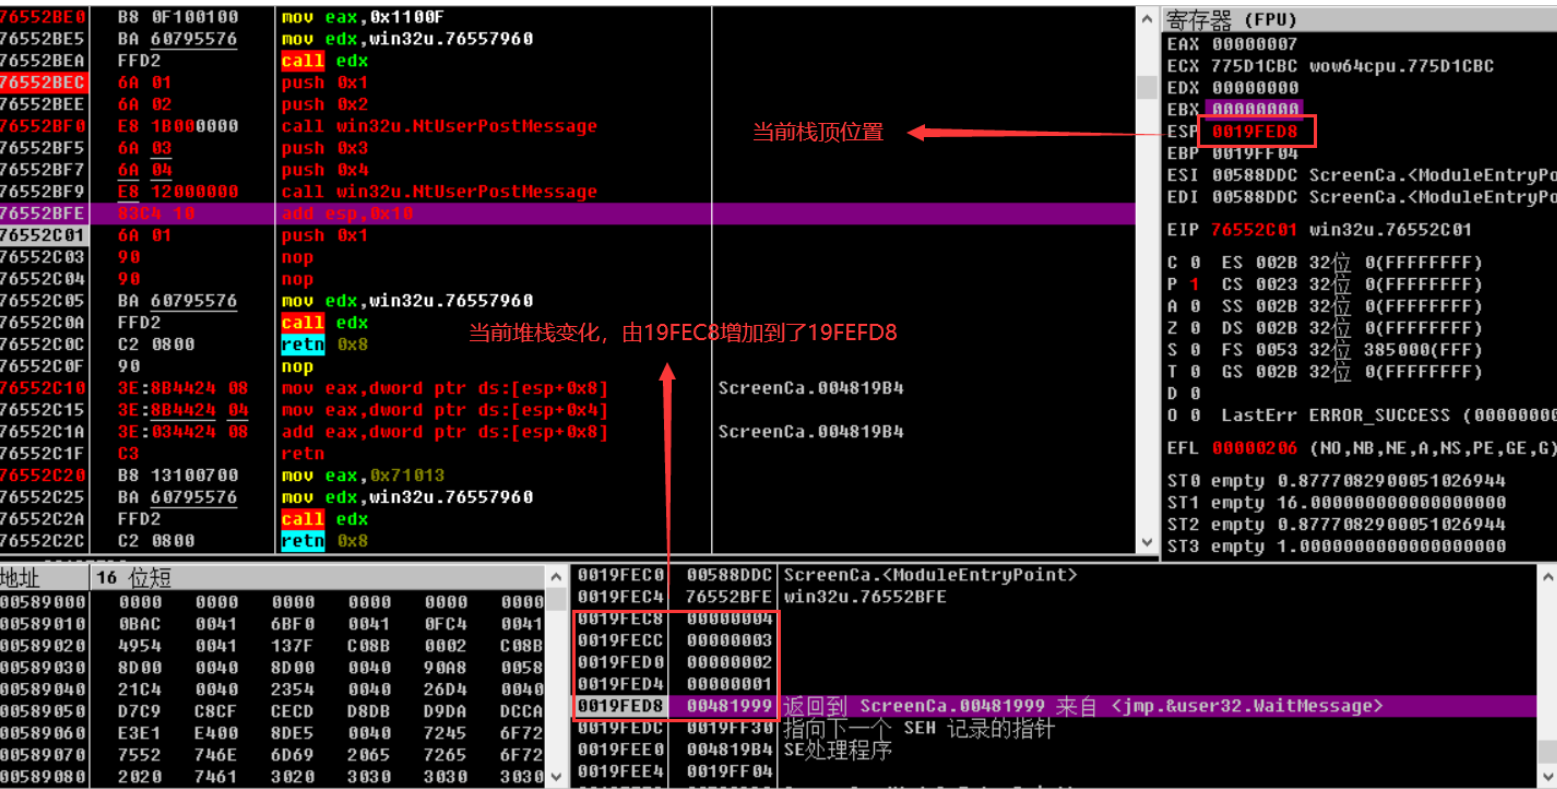 76552BE0 B8 0F100100 mov eax,0x1100F
76552BE5 BA 60795576 mov edx,win32u.76557960
76552BEA FFD2 call edx
76552BEC 6A 01 push 0x1
76552BEE 6A 02 push 0x2
76552BF0 E8 1B000000 call win32u.NtUserPostMessage
76552BF5 6A 03 push 0x3
76552BF7 6A 04 push 0x4
76552BF9 E8 12000000 call win32u.NtUserPostMessage
76552BFE 83C4 10 add esp,0x10
76552C01 6A 01 push 0x1
76552C03 90 nop
76552C04 90 nop
76552C05 BA 60795576 mov edx,win32u.76557960
76552C0A FFD2 call edx
76552C0C C2 0800 retn 0x8
76552C0F 90 nop
76552C10 3E:8B4424 08 mov eax,dword ptr ds:[esp+0x8] ScreenCa.004819B4
76552C15 3E:8B4424 04 mov eax,dword ptr ds:[esp+0x4]
76552C1A 3E:034424 08 add eax,dword ptr ds:[esp+0x8] ScreenCa.004819B4
76552C1F C3 retn
76552C20 B8 13100700 mov eax,0x71013
76552C25 BA 60795576 mov edx,win32u.76557960
76552C2A FFD2 call edx
76552C2C C2 0800 retn 0x8
当前栈顶位置
当前堆栈变化，由19FEC8增加到了19FEFD8
寄存器 (FPU)
EAX 00000007
ECX 775D1CBC wow64cpu.775D1CBC
EDX 00000000
EBX 00000000
ESP 0019FED8
EBP 0019FF04
ESI 00588DDC ScreenCa.<ModuleEntryPo
EDI 00588DDC ScreenCa.<ModuleEntryPo
EIP 76552C01 win32u.76552C01
C 0 ES 002B 32位 0(FFFFFFFF)
P 1 CS 0023 32位 0(FFFFFFFF)
A 0 SS 002B 32位 0(FFFFFFFF)
Z 0 DS 002B 32位 0(FFFFFFFF)
S 0 FS 0053 32位 385000(FFF)
T 0 GS 002B 32位 0(FFFFFFFF)
D 0
O 0 LastErr ERROR_SUCCESS (00000000
EFL 00000206 (NO,NB,NE,A,NS,PE,GE,G)
ST0 empty 0.8777082900051026944
ST1 empty 16.000000000000000000
ST2 empty 0.8777082900051026944
ST3 empty 1.0000000000000000000
地址 16 位短
00589000 0000 0000 0000 0000 0000 0000
00589010 0BAC 0041 6BF0 0041 0FC4 0041
00589020 4954 0041 137F C08B 0002 C08B
00589030 8D00 0040 8D00 0040 90A8 0058
00589040 21C4 0040 2354 0040 26D4 0040
00589050 D7C9 C8CF CECD D8DB D9DA DCCA
00589060 E3E1 E400 8DE5 0040 7245 6F72
00589070 7552 746E 6D69 2065 7265 6F72
00589080 2020 7461 3020 3030 3030 3030
0019FEC0 00588DDC ScreenCa.<ModuleEntryPoint>
0019FEC4 76552BFE win32u.76552BFE
0019FEC8 00000004
0019FECC 00000003
0019FED0 00000002
0019FED4 00000001
0019FED8 00481999 返回到 ScreenCa.00481999 来自 <jmp.&user32.WaitMessage>
0019FEDC 0019FF30 指向下一个 SEH 记录的指针
0019FEE0 004819B4 SE处理程序
0019FEE4 0019FF04